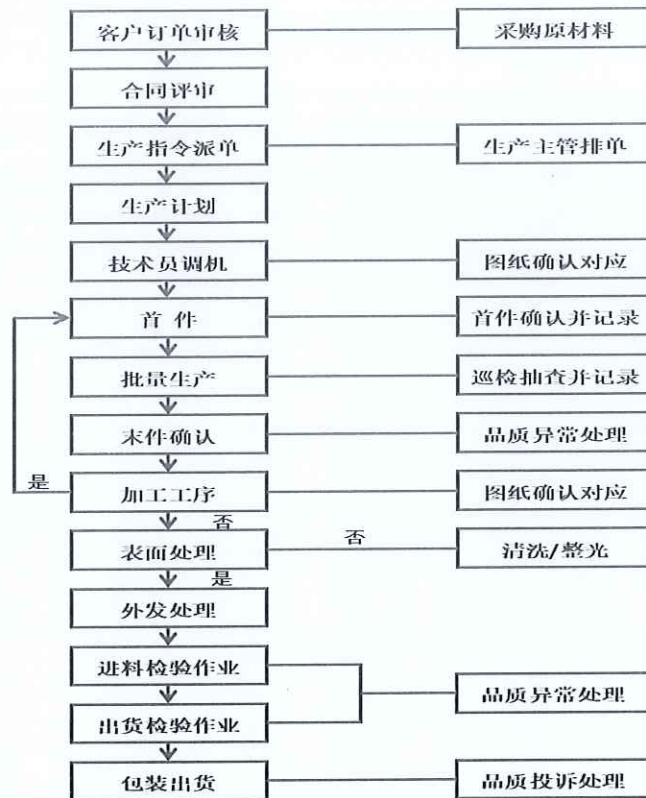 客户订单审核 采购原材料
合同评审
生产指令派单 生产主管排单
生产计划
技术员调机 图纸确认对应
首 件 首件确认并记录
批量生产 巡检抽查并记录
末件确认 品质异常处理
是
加工工序 图纸确认对应
否
表面处理 否 清洗/整光
是
外发处理
进料检验作业
品质异常处理
出货检验作业
包装出货 品质投诉处理